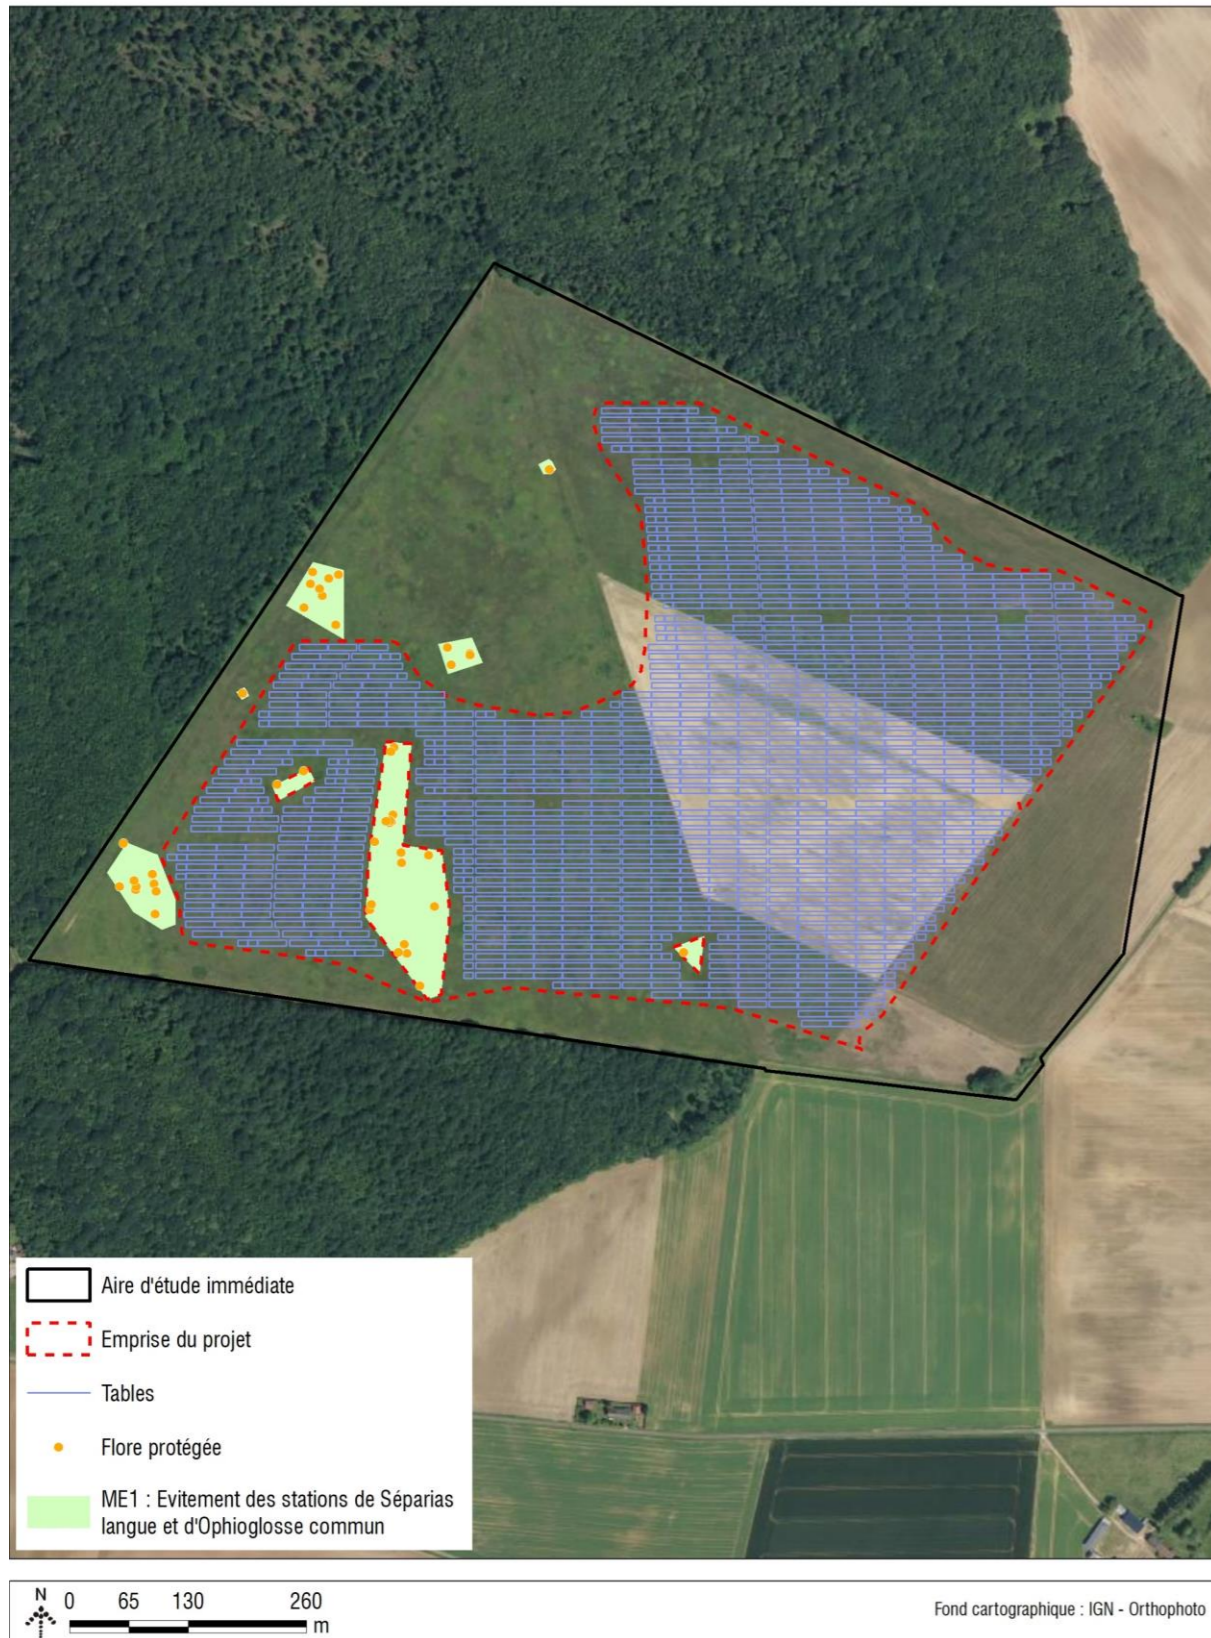 Aire d'étude immédiate
Emprise du projet
Tables
Flore protégée
ME1 : Evitement des stations de Séparias
langue et d'Ophioglosse commun
N
0 65 130 260
m
Fond cartographique : IGN - Orthophoto